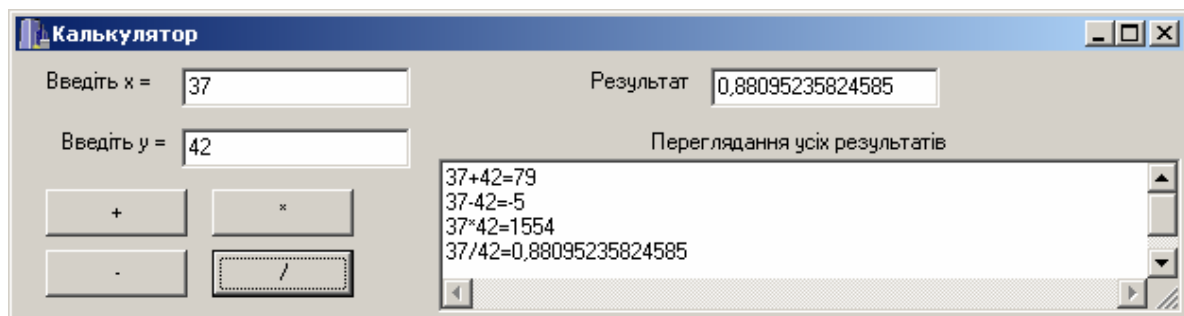 Калькулятор
Введіть x = 37
Результат 0,88095235824585
Введіть y = 42
Переглядання усіх результатів
37+42=79
37-42=-5
37*42=1554
37/42=0,88095235824585
+ *
- /